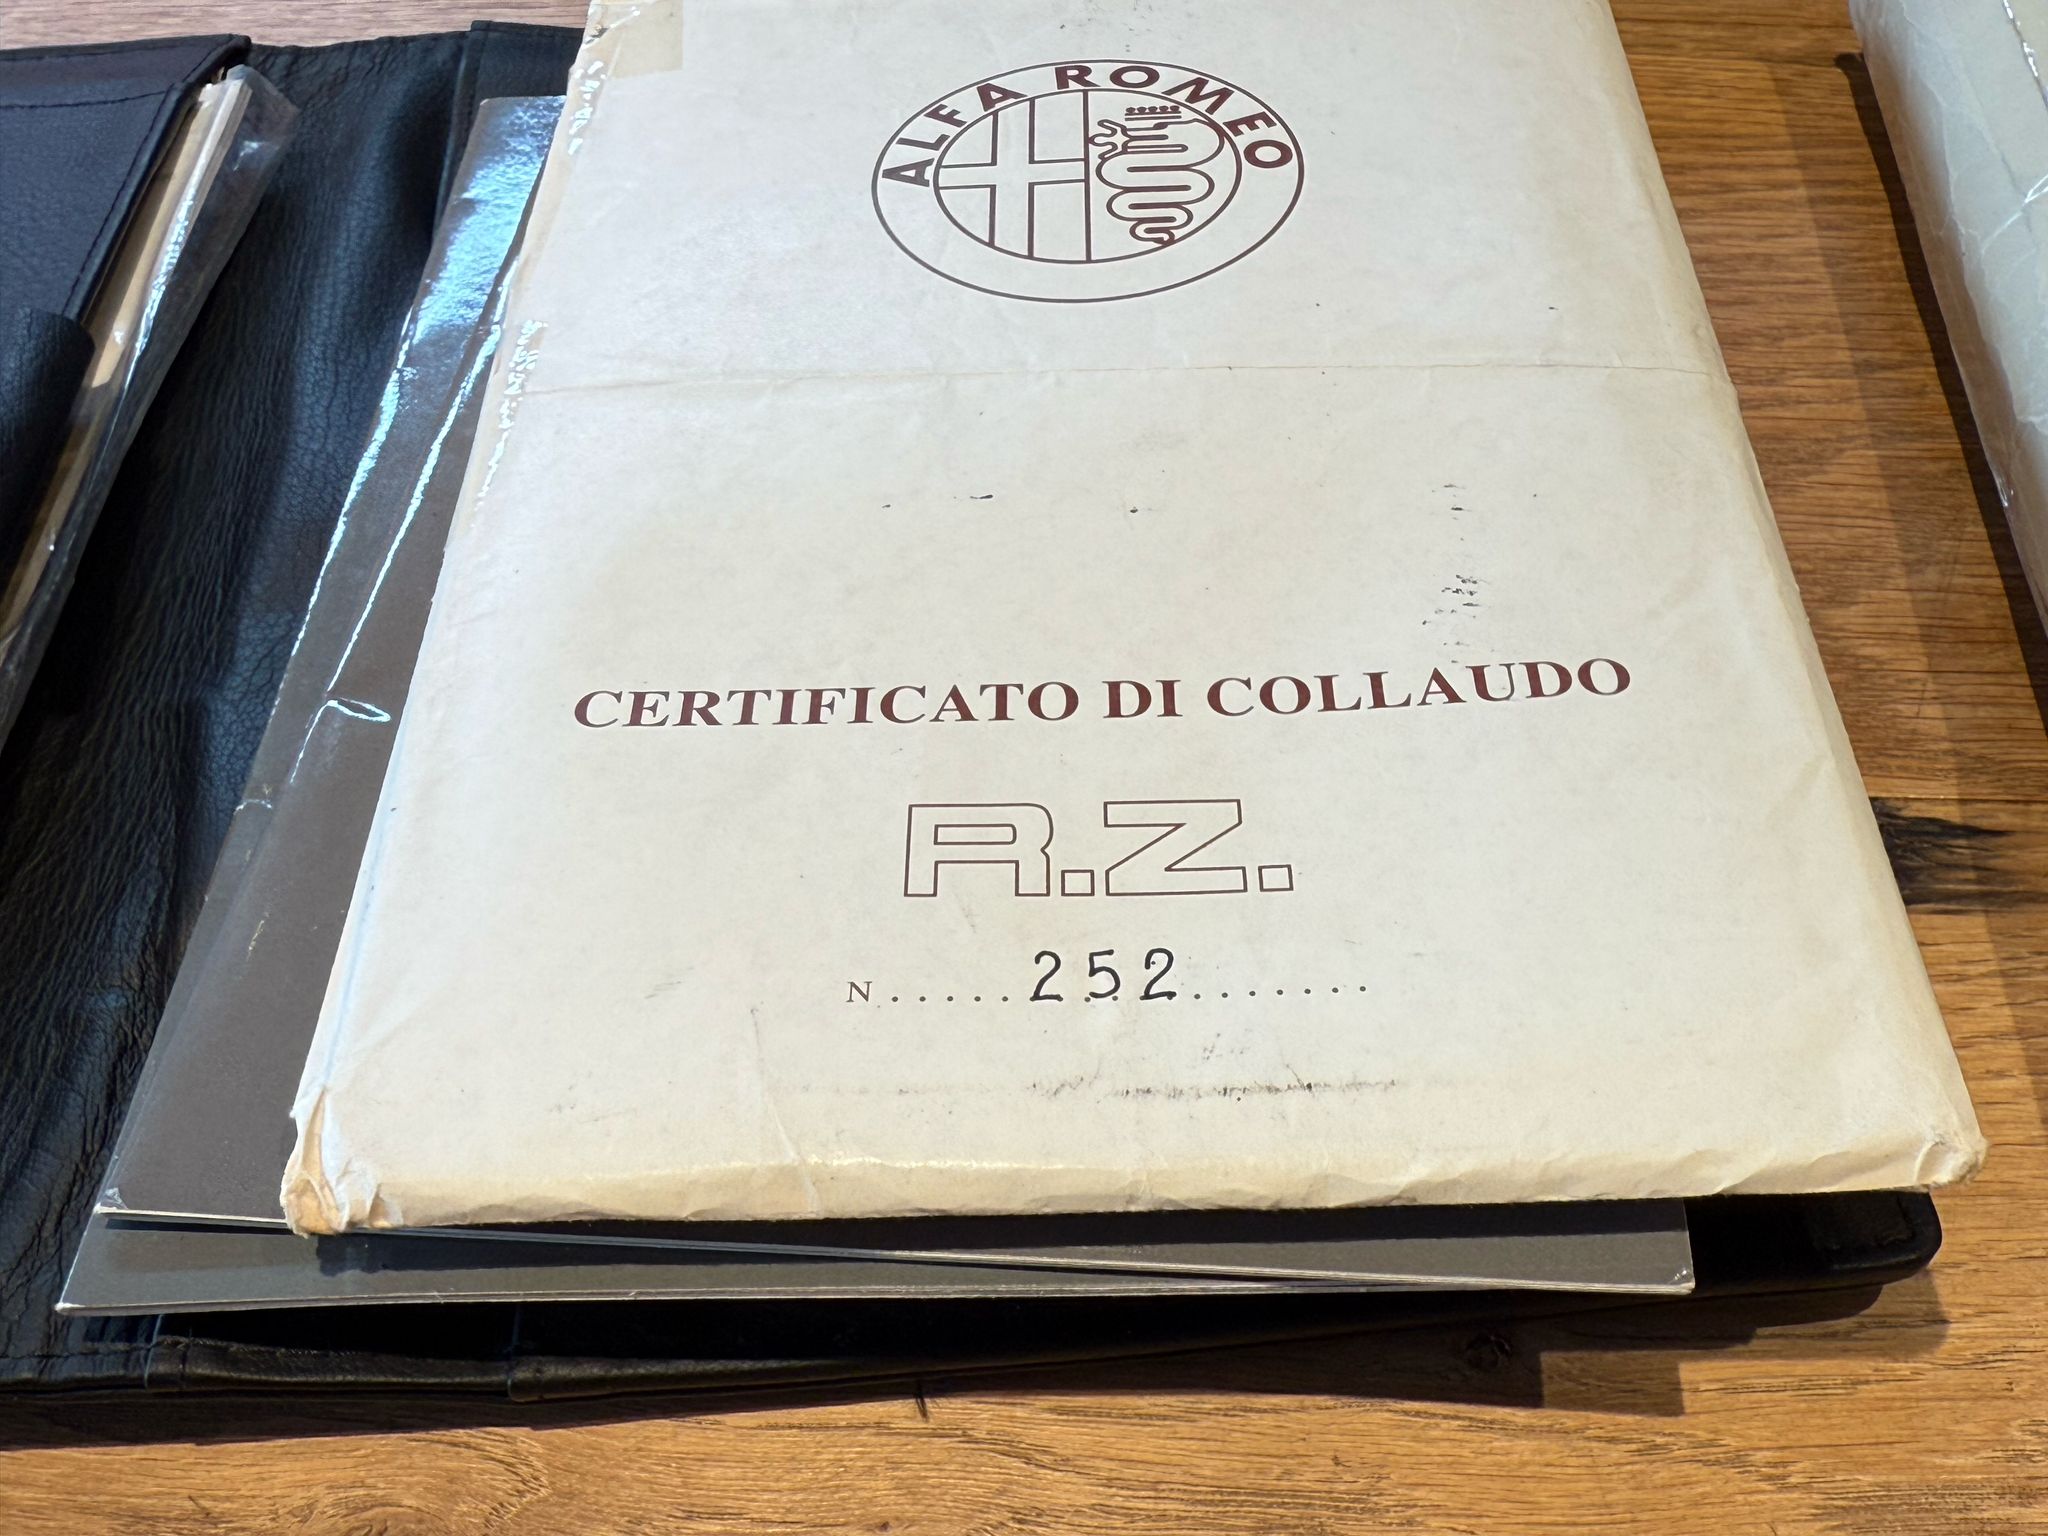 ALFA ROMEO
CERTIFICATO DI COLLAUDO
R.Z.
N.....252.......